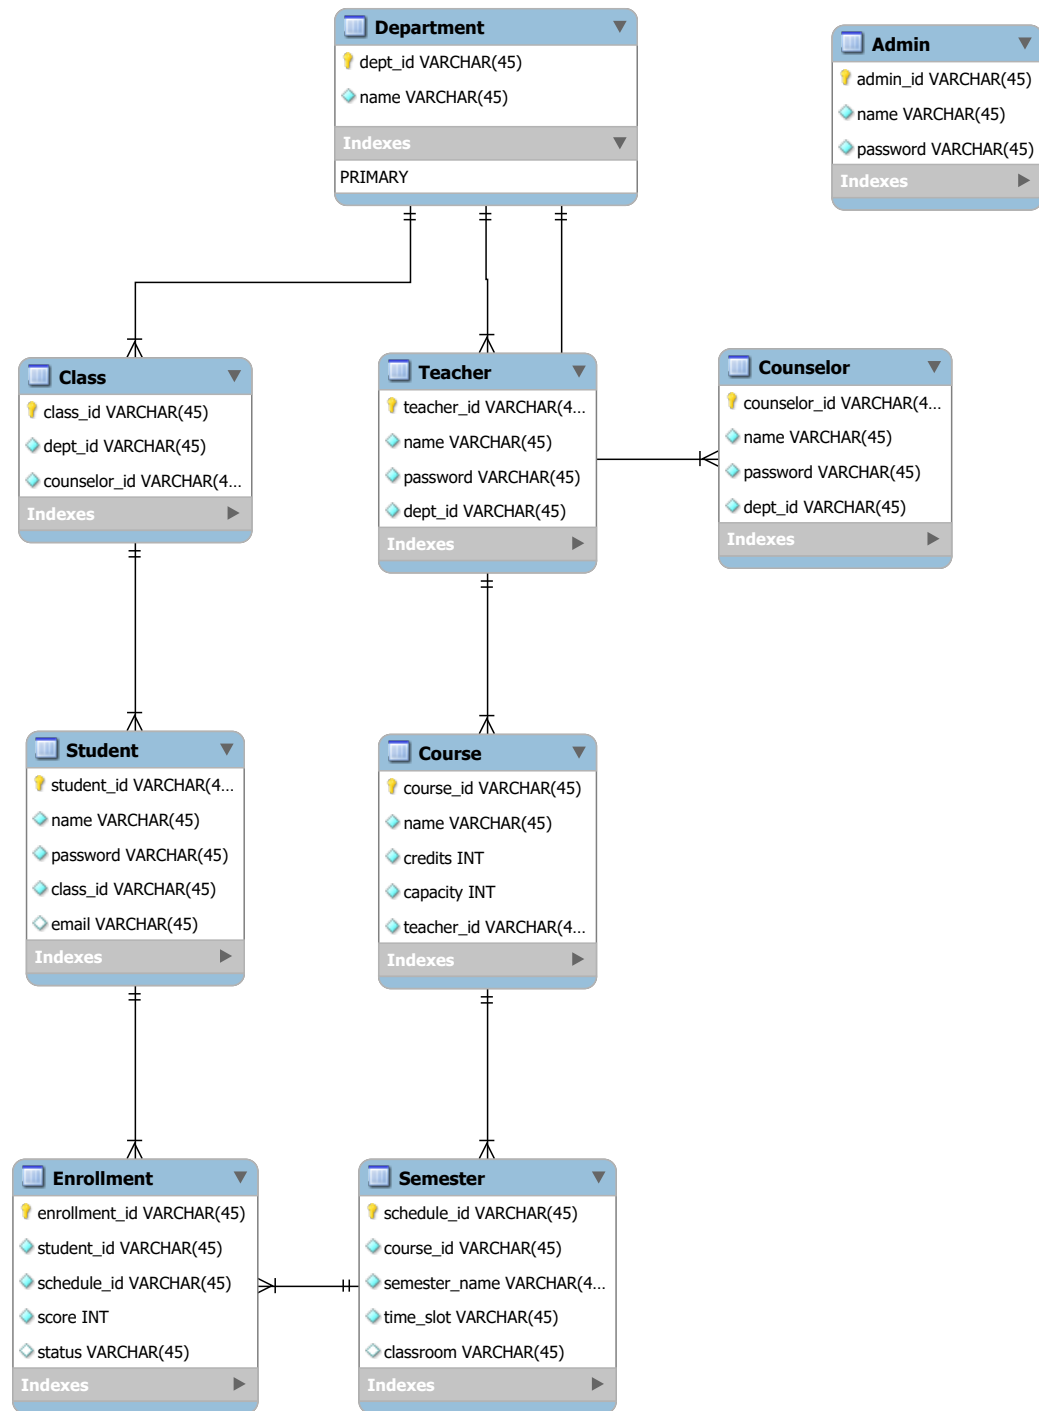 Department
dept_id VARCHAR(45)
name VARCHAR(45)
Indexes
PRIMARY
Admin
admin_id VARCHAR(45)
name VARCHAR(45)
password VARCHAR(45)
Indexes
Class
class_id VARCHAR(45)
dept_id VARCHAR(45)
counselor_id VARCHAR(4...
Indexes
Teacher
teacher_id VARCHAR(4...
name VARCHAR(45)
password VARCHAR(45)
dept_id VARCHAR(45)
Indexes
Counselor
counselor_id VARCHAR(4...
name VARCHAR(45)
password VARCHAR(45)
dept_id VARCHAR(45)
Indexes
Student
student_id VARCHAR(4...
name VARCHAR(45)
password VARCHAR(45)
class_id VARCHAR(45)
email VARCHAR(45)
Indexes
Course
course_id VARCHAR(45)
name VARCHAR(45)
credits INT
capacity INT
teacher_id VARCHAR(4...
Indexes
Enrollment
enrollment_id VARCHAR(45)
student_id VARCHAR(45)
schedule_id VARCHAR(45)
score INT
status VARCHAR(45)
Indexes
Semester
schedule_id VARCHAR(45)
course_id VARCHAR(45)
semester_name VARCHAR(4...
time_slot VARCHAR(45)
classroom VARCHAR(45)
Indexes